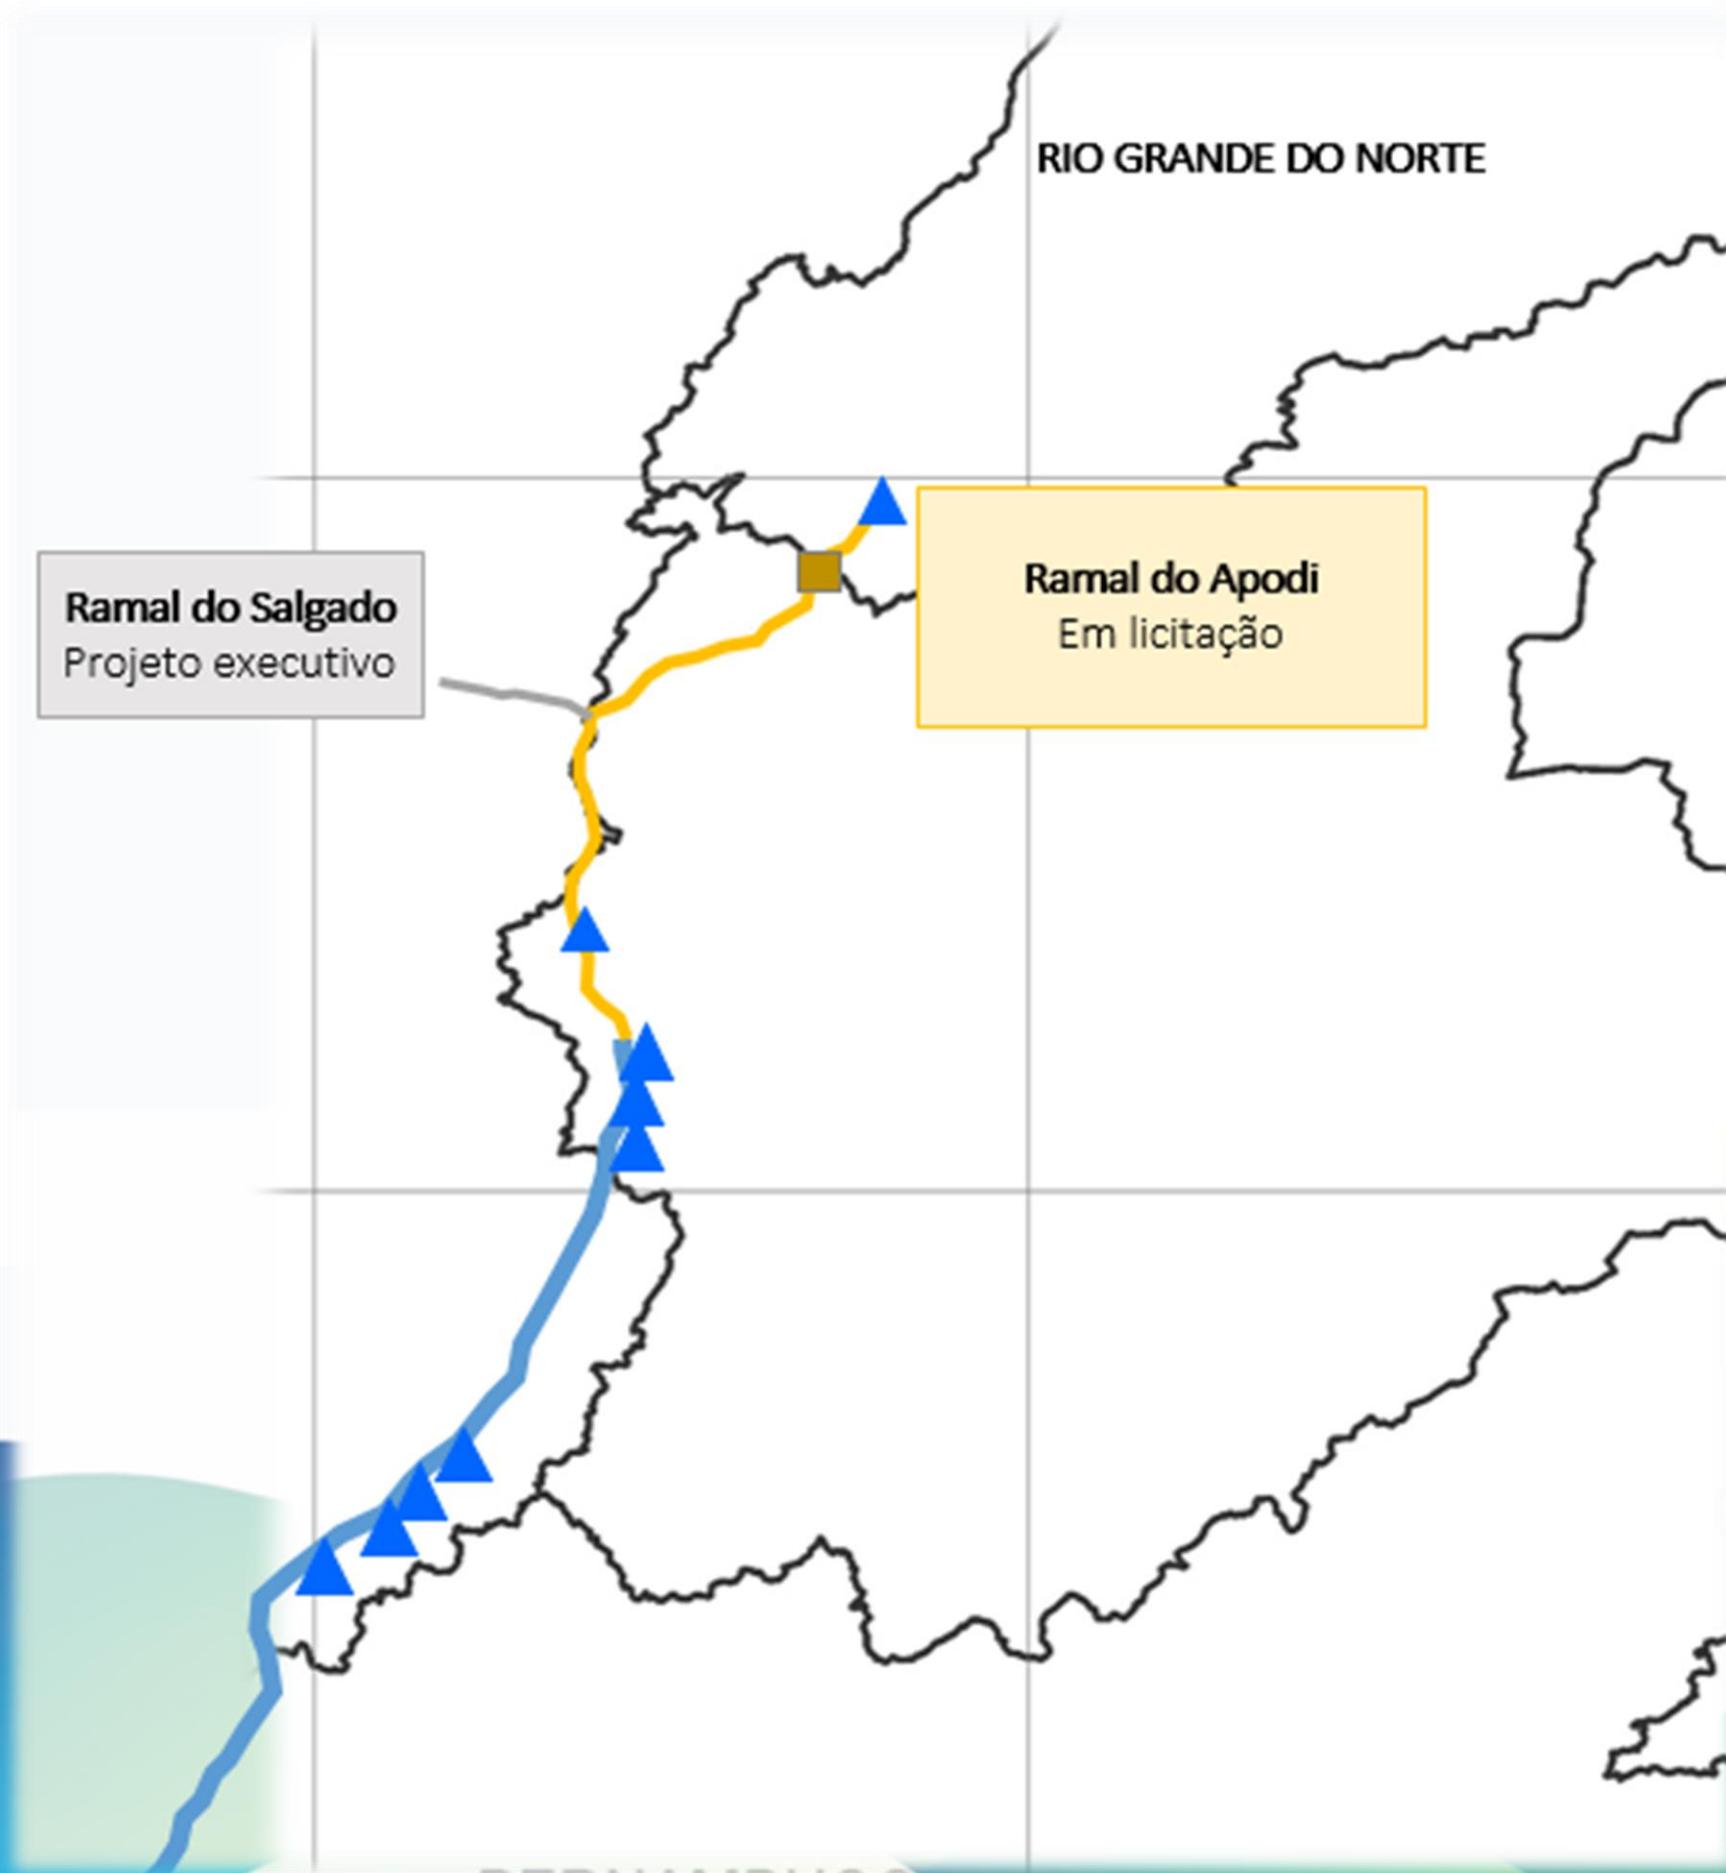 RIO GRANDE DO NORTE
Ramal do Salgado
Projeto executivo
Ramal do Apodi
Em licitação